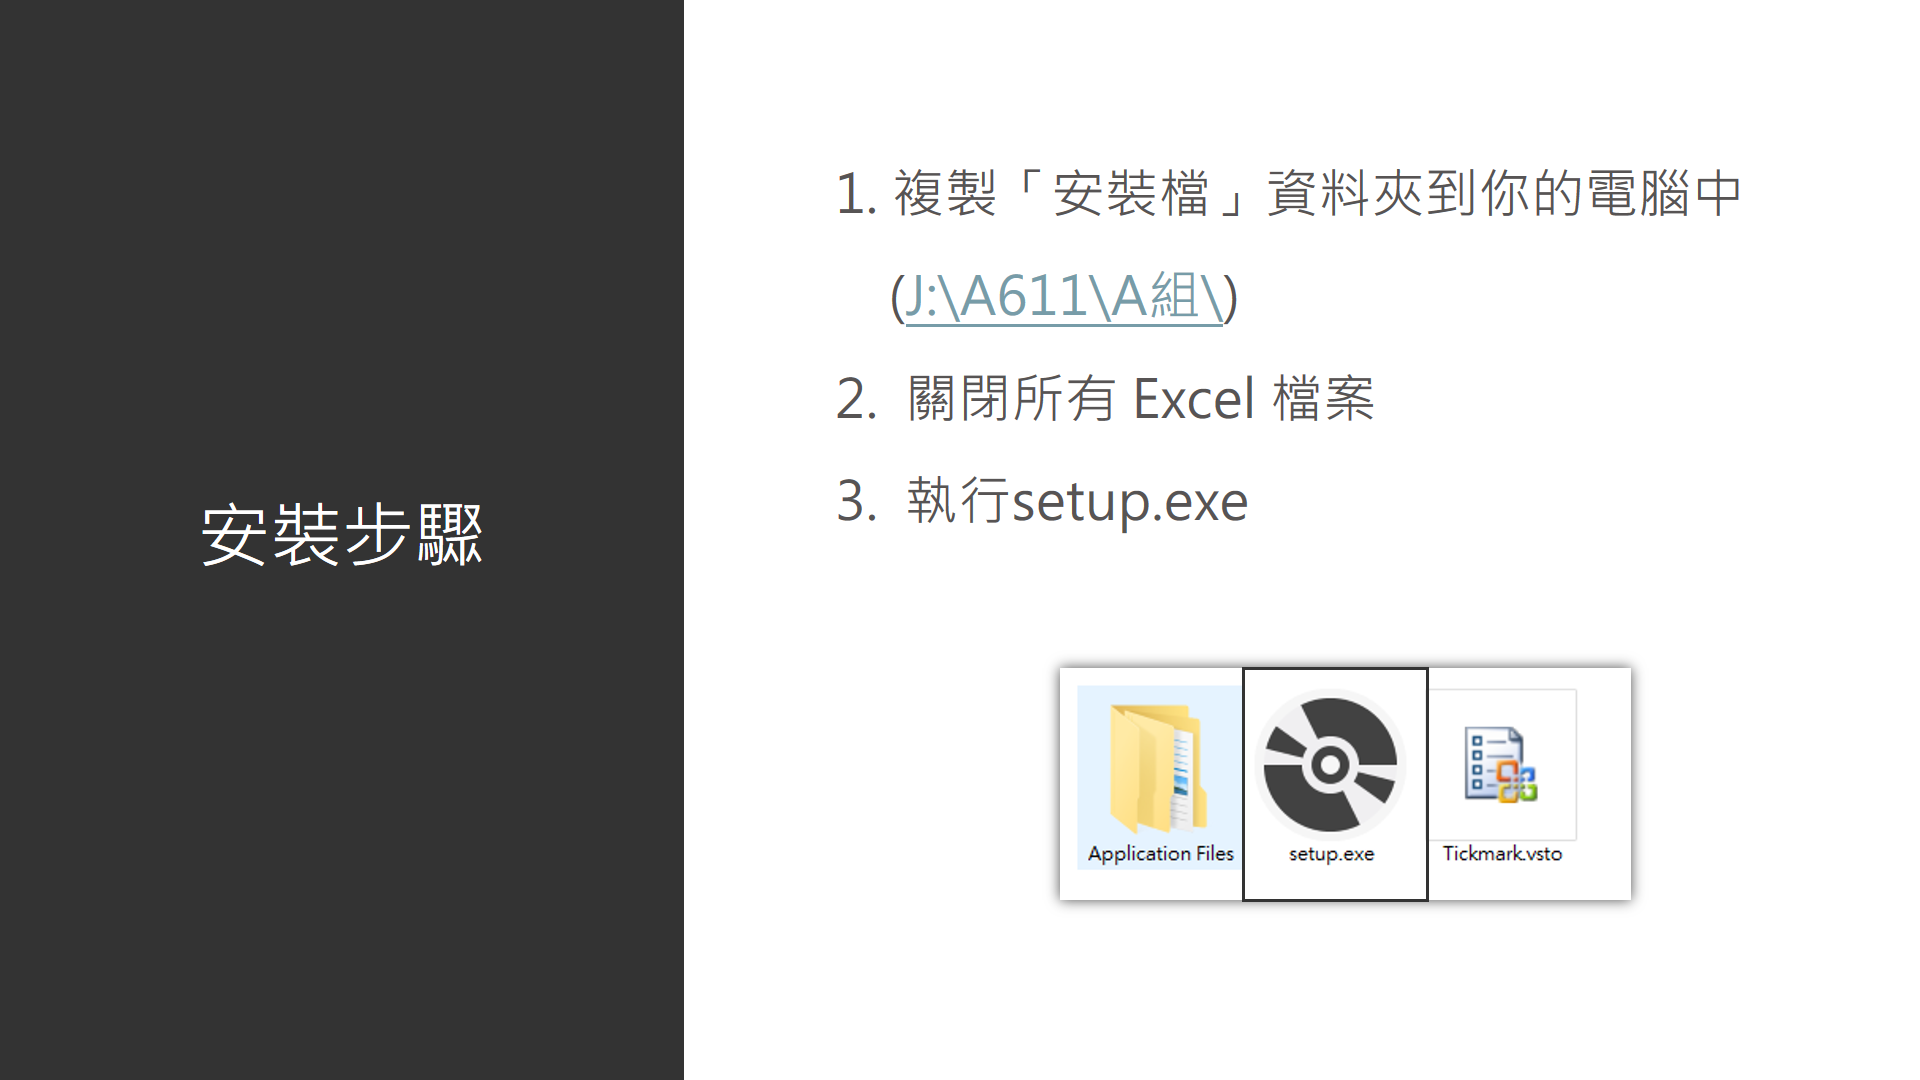 安裝步驟
1. 複製「安裝檔」資料夾到你的電腦中
(J:\A611\A組\)
2. 關閉所有 Excel 檔案
3. 執行setup.exe
Application Files
setup.exe
Tickmark.vsto